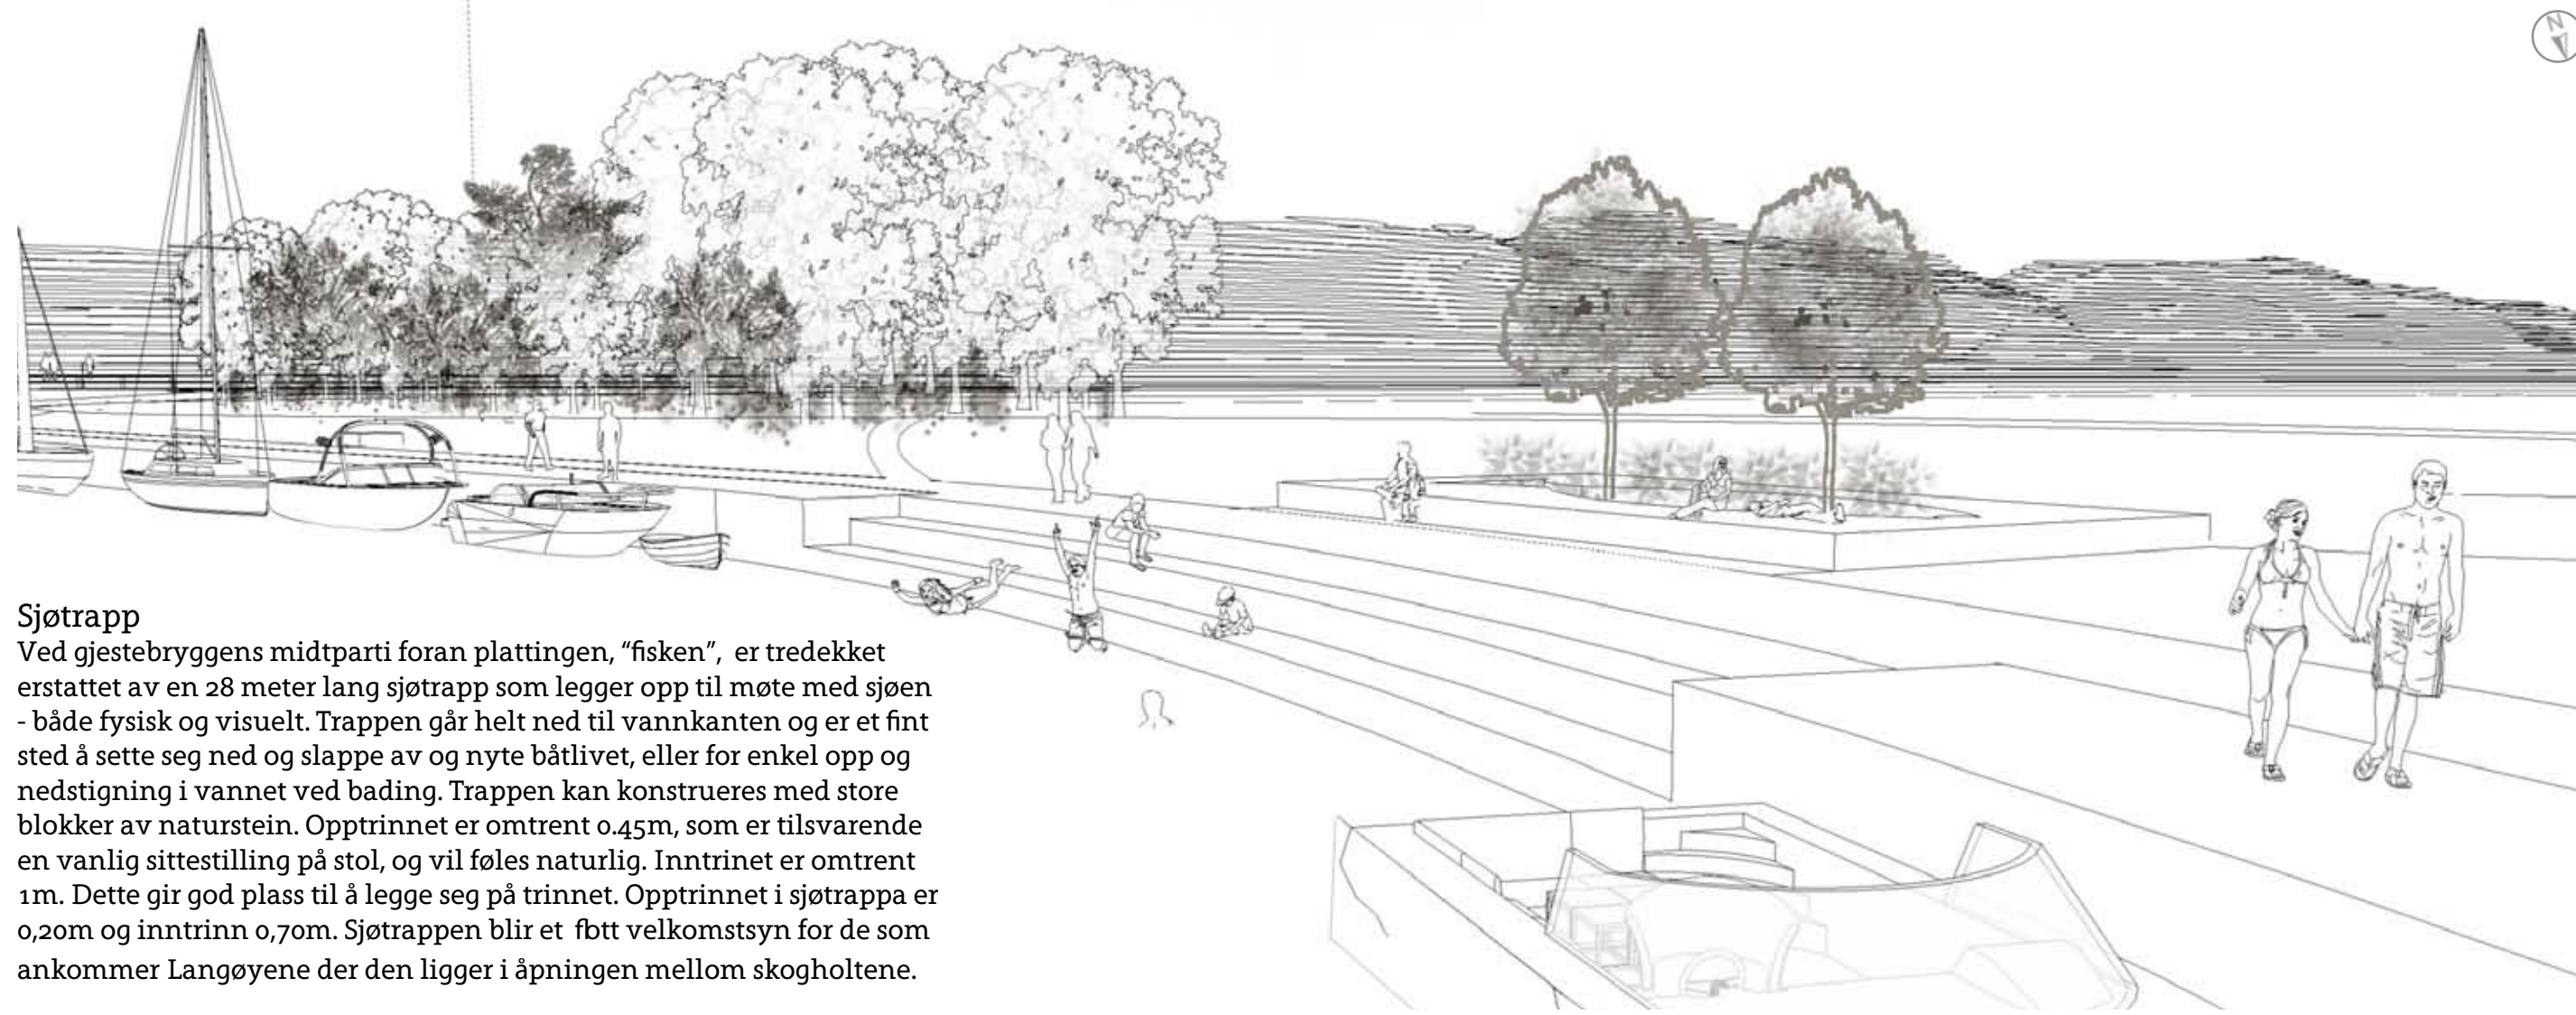 N
Sjøtrapp
Ved gjestebryggens midtparti foran plattingen, “fisken”, er tredekket
erstattet av en 28 meter lang sjøtrapp som legger opp til møte med sjøen
- både fysisk og visuelt. Trappen går helt ned til vannkanten og er et fint
sted å sette seg ned og slappe av og nyte båtlivet, eller for enkel opp og
nedstigning i vannet ved bading. Trappen kan konstrueres med store
blokker av naturstein. Opptrinnet er omtrent 0.45m, som er tilsvarende
en vanlig sittestilling på stol, og vil føles naturlig. Inntrinet er omtrent
1m. Dette gir god plass til å legge seg på trinnet. Opptrinnet i sjøtrappa er
0,20m og inntrinn 0,70m. Sjøtrappen blir et flott velkomstsyn for de som
ankommer Langøyene der den ligger i åpningen mellom skogholtene.